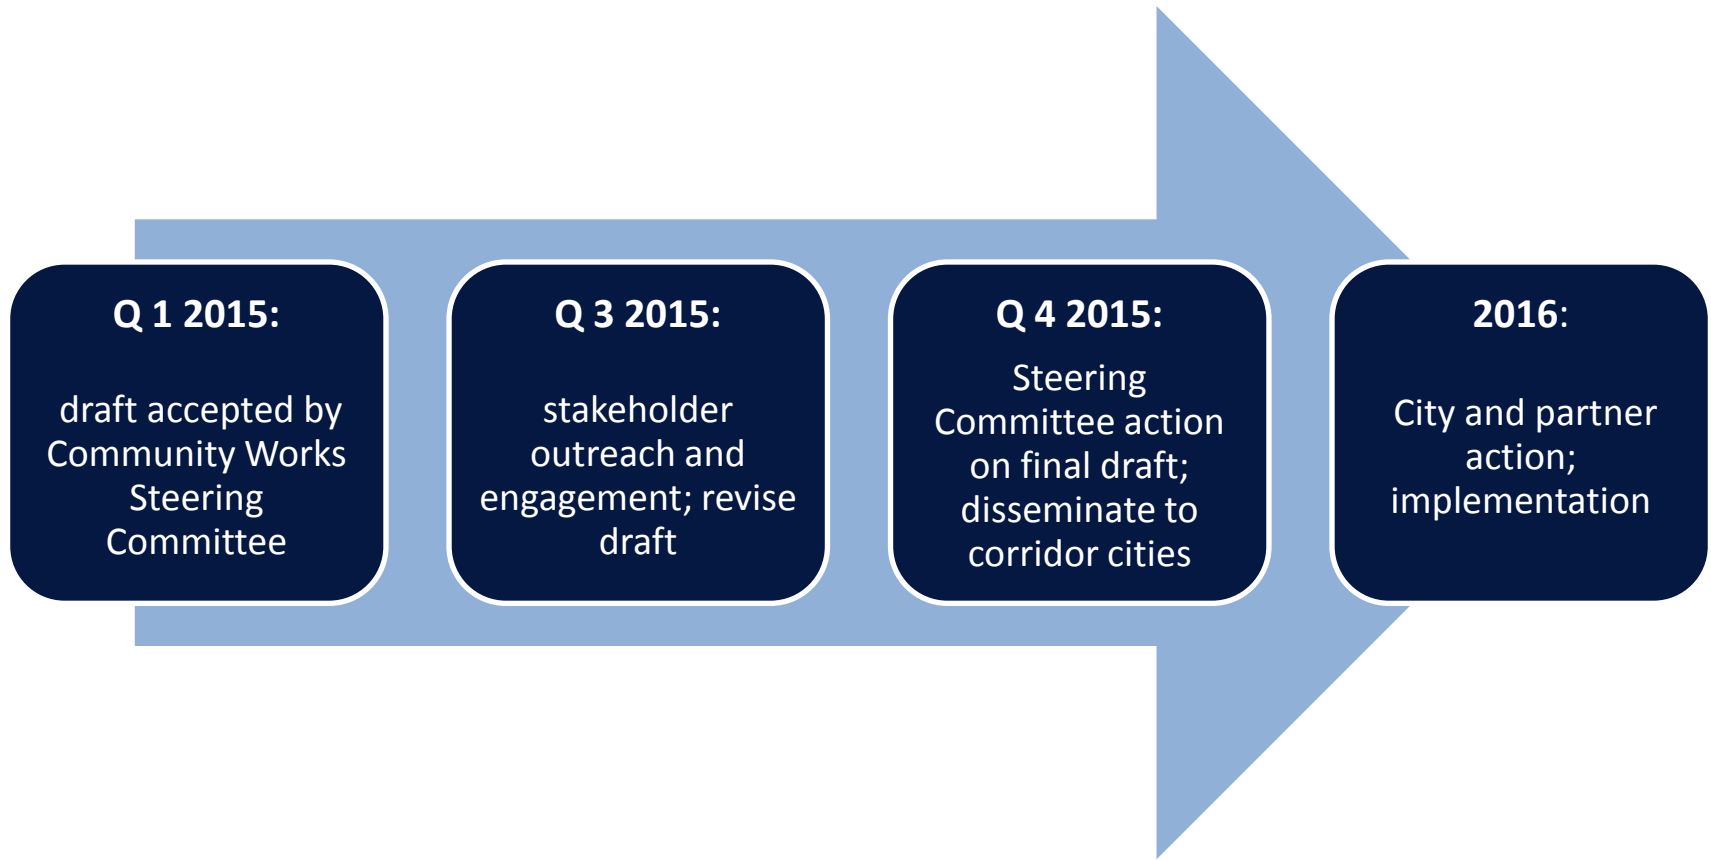 Q 1 2015:
draft accepted by
Community Works
Steering
Committee
Q 3 2015:
stakeholder
outreach and
engagement; revise
draft
Q 4 2015:
Steering
Committee action
on final draft;
disseminate to
corridor cities
2016:
City and partner
action;
implementation